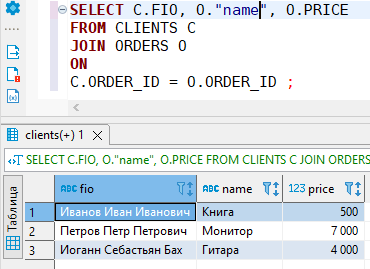 SELECT C.FIO, O."name", O.PRICE
FROM CLIENTS C
JOIN ORDERS O
ON
C.ORDER_ID = O.ORDER_ID ;
clients(+) 1
SELECT C.FIO, O."name", O.PRICE FROM CLIENTS C JOIN ORDERS
Таблица
ABC fio ABC name 123 price
1 Иванов Иван Иванович Книга 500
2 Петров Петр Петрович Монитор 7 000
3 Иоганн Себастьян Бах Гитара 4 000